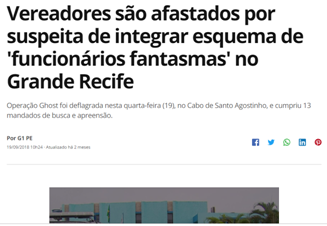 Vereadores são afastados por
suspeita de integrar esquema de
'funcionários fantasmas' no
Grande Recife
Operação Ghost foi deflagrada nesta quarta-feira (19), no Cabo de Santo Agostinho, e cumpriu 13
mandados de busca e apreensão.
Por G1 PE
19/09/2018 10h24 · Atualizado há 2 meses